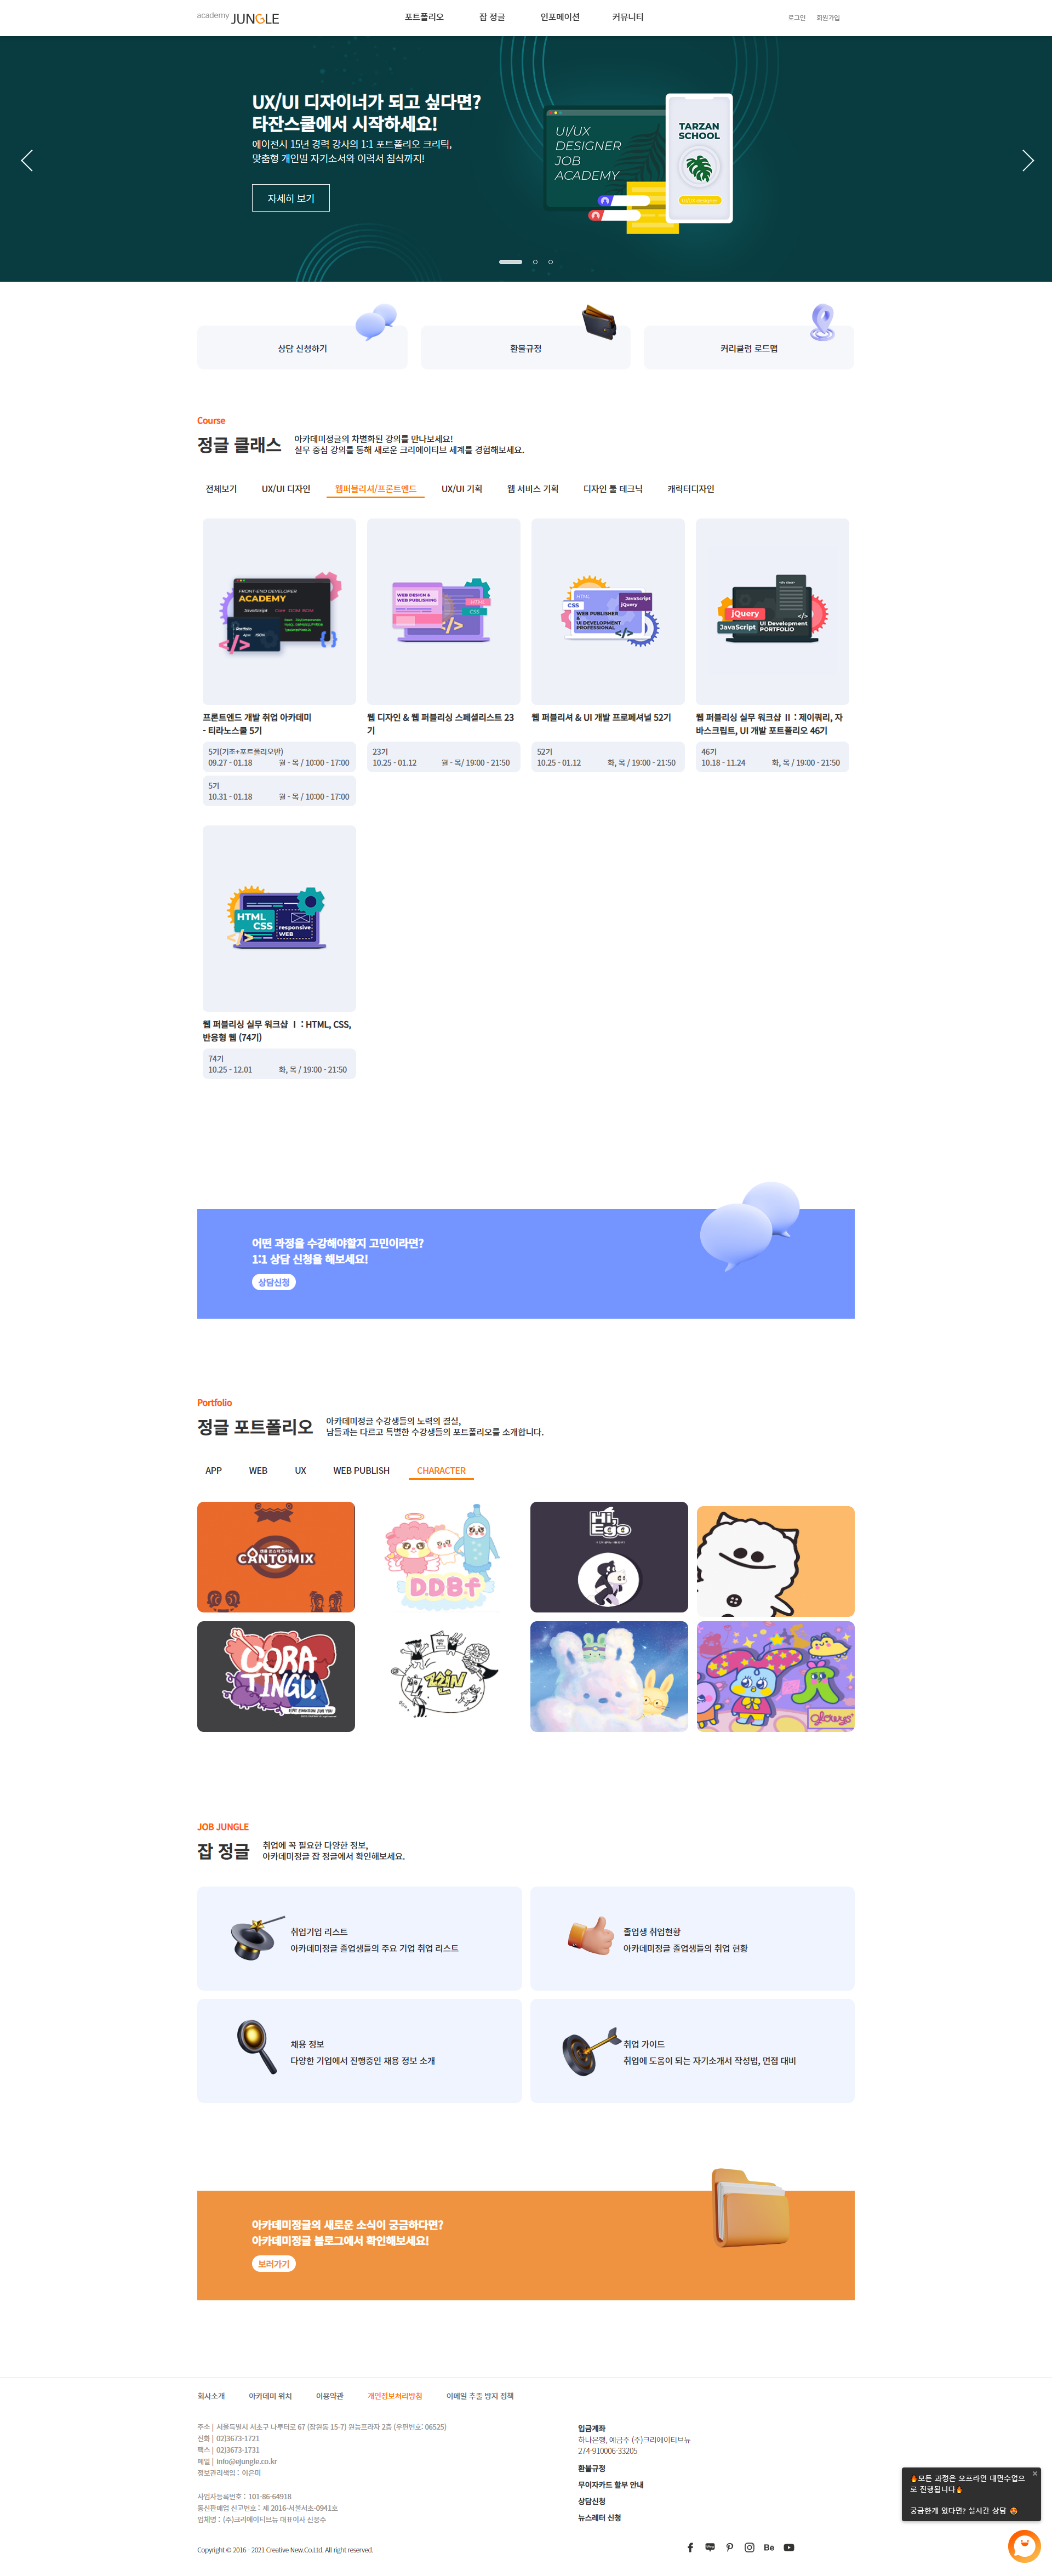 academy JUNGLE
포트폴리오 잡 정글 인포메이션 커뮤니티
로그인 회원가입
UX/UI 디자이너가 되고 싶다면?
타잔스쿨에서 시작하세요!
에이전시 15년 경력 강사의 1:1 포트폴리오 크리틱,
맞춤형 개인별 자기소서와 이력서 첨삭까지!
자세히 보기
UI/UX
DESIGNER
JOB
ACADEMY
TARZAN
SCHOOL
UI/UX designer
상담 신청하기
환불규정
커리큘럼 로드맵
Course
정글 클래스
아카데미정글의 차별화된 강의를 만나보세요!
실무 중심 강의를 통해 새로운 크리에이티브 세계를 경험해보세요.
전체보기 UX/UI 디자인 웹퍼블리셔/프론트엔드 UX/UI 기획 웹 서비스 기획 디자인 툴 테크닉 캐릭터디자인
FRONT-END DEVELOPER
ACADEMY
JavaScript Core DOM BOM
Portfolio
Ajax JSON
</>
{ }
WEB DESIGN &
WEB PUBLISHING
HTML
CSS
</>
HTML
CSS
JavaScript
jQuery
WEB PUBLISHER
&
UI DEVELOPMENT
PROFESSIONAL
</>
jQuery
JavaScript
</>
UI Development
PORTFOLIO
프론트엔드 개발 취업 아카데미
- 티라노스쿨 5기
5기(기초+포트폴리오반)
09.27 - 01.18 월 - 목 / 10:00 - 17:00
5기
10.31 - 01.18 월 - 목 / 10:00 - 17:00
웹 디자인 & 웹 퍼블리싱 스페셜리스트 23
기
23기
10.25 - 01.12 월 - 목/ 19:00 - 21:50
웹 퍼블리셔 & UI 개발 프로페셔널 52기
52기
10.25 - 01.12 화, 목 / 19:00 - 21:50
웹 퍼블리싱 실무 워크샵 Ⅱ : 제이쿼리, 자
바스크립트, UI 개발 포트폴리오 46기
46기
10.18 - 11.24 화, 목 / 19:00 - 21:50
HTML
CSS
</>
responsive
WEB
웹 퍼블리싱 실무 워크샵 Ⅰ : HTML, CSS,
반응형 웹 (74기)
74기
10.25 - 12.01 화, 목 / 19:00 - 21:50
어떤 과정을 수강해야할지 고민이라면?
1:1 상담 신청을 해보세요!
상담신청
Portfolio
정글 포트폴리오
아카데미정글 수강생들의 노력의 결실,
남들과는 다르고 특별한 수강생들의 포트폴리오를 소개합니다.
APP WEB UX WEB PUBLISH CHARACTER
CANTOMIX
D.D.B.f
Hi,
Ego
CORA
TINGU
ZZIN
glowys
JOB JUNGLE
잡 정글
취업에 꼭 필요한 다양한 정보,
아카데미정글 잡 정글에서 확인해보세요.
취업기업 리스트
아카데미정글 졸업생들의 주요 기업 취업 리스트
졸업생 취업현황
아카데미정글 졸업생들의 취업 현황
채용 정보
다양한 기업에서 진행중인 채용 정보 소개
취업 가이드
취업에 도움이 되는 자기소개서 작성법, 면접 대비
아카데미정글의 새로운 소식이 궁금하다면?
아카데미정글 블로그에서 확인해보세요!
보러가기
회사소개 아카데미 위치 이용약관 개인정보처리방침 이메일 추출 방지 정책
주소 | 서울특별시 서초구 나루터로 67 (잠원동 15-7) 원능프라자 2층 (우편번호: 06525)
전화 | 02)3673-1721
팩스 | 02)3673-1731
메일 | info@ejungle.co.kr
정보관리책임 : 이은미
사업자등록번호 : 101-86-64918
통신판매업 신고번호 : 제 2016-서울서초-0941호
업체명 : (주)크리에이티브뉴 대표이사 신응수
Copyright © 2016 - 2021 Creative New.Co.Ltd. All right reserved.
입금계좌
하나은행, 예금주 (주)크리에이티브뉴
274-910006-33205
환불규정
무이자카드 할부 안내
상담신청
뉴스레터 신청
🔥모든 과정은 오프라인 대면수업으
로 진행됩니다🔥
궁금한게 있다면? 실시간 상담 😍